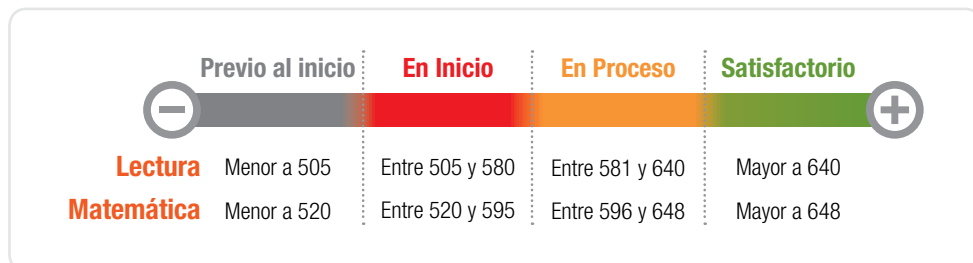 Previo al inicio En Inicio En Proceso Satisfactorio
Lectura Menor a 505 Entre 505 y 580 Entre 581 y 640 Mayor a 640
Matemática Menor a 520 Entre 520 y 595 Entre 596 y 648 Mayor a 648